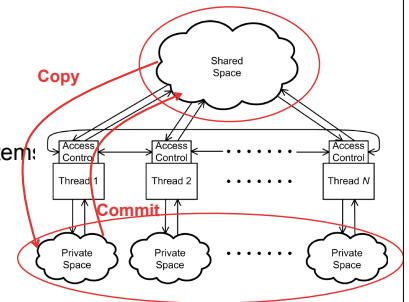 Shared
Space
Copy
tems
Access
Control
Access
Control
Access
Control
Thread 1
Thread 2
Thread N
Commit
Private
Space
Private
Space
Private
Space